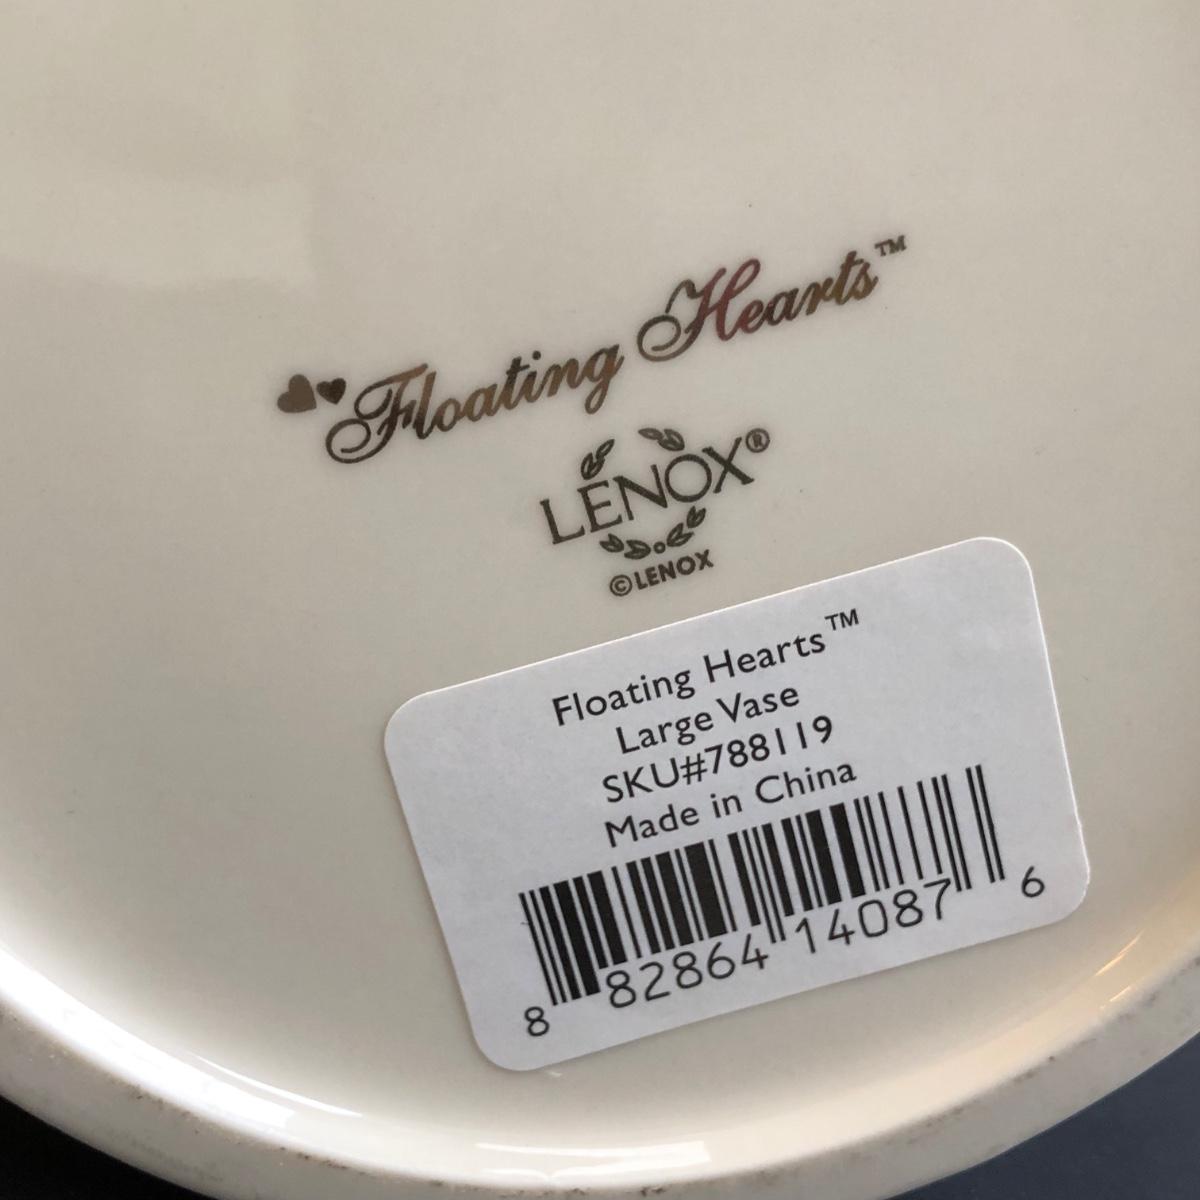 Floating Hearts™
LENOX®
©LENOX
Floating Hearts™
Large Vase
SKU#788119
Made in China
8 82864 14087 6